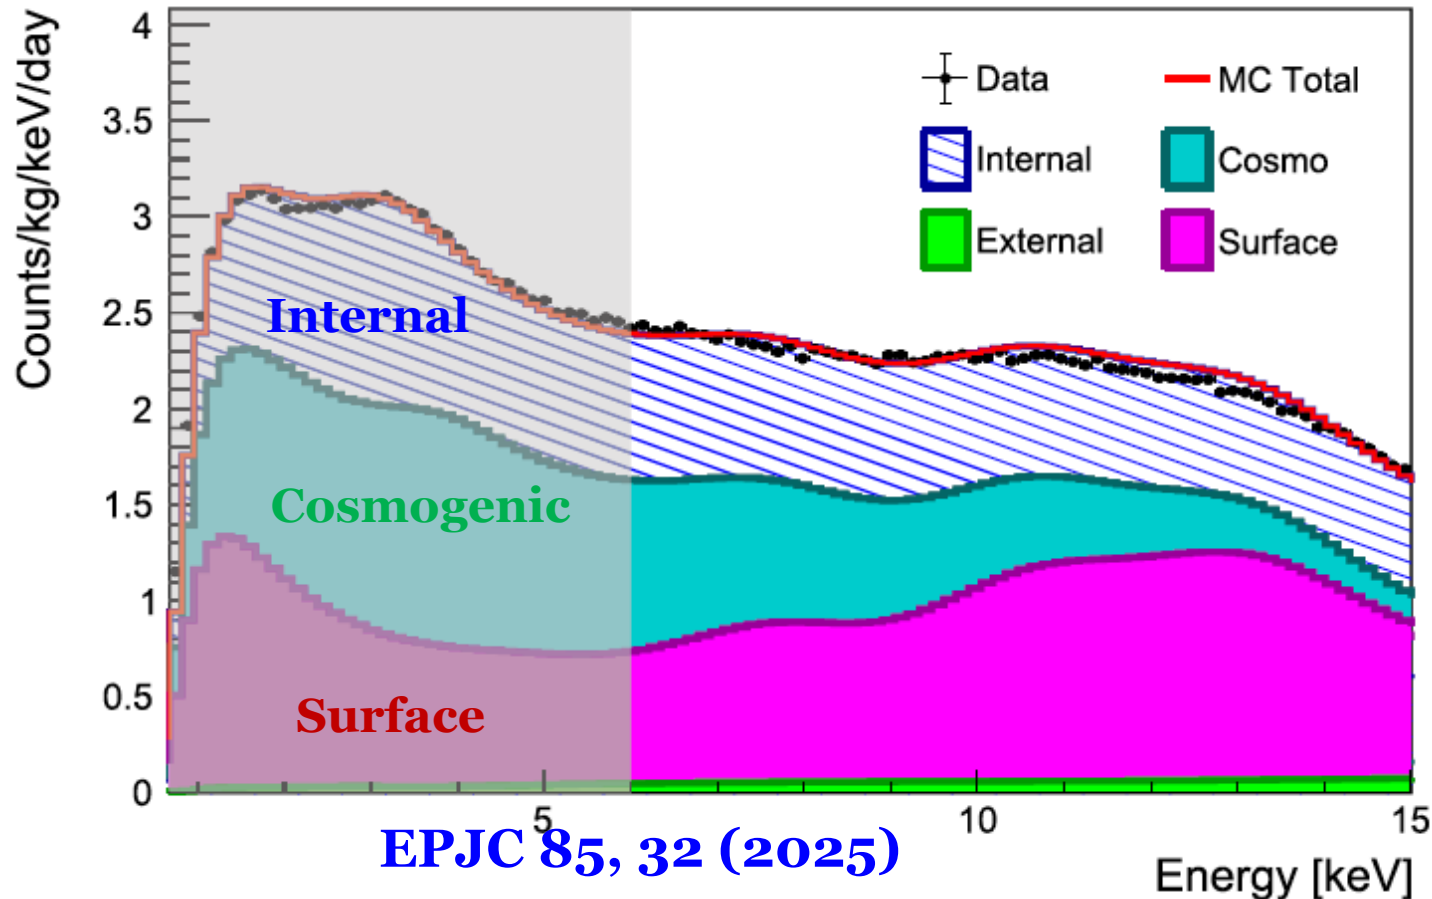 Counts/kg/keV/day
4
3.5
3
2.5
2
1.5
1
0.5
0
Data
MC Total
Internal
Cosmo
External
Surface
Internal
Cosmogenic
Surface
5
10
15
EPJC 85, 32 (2025)
Energy [keV]